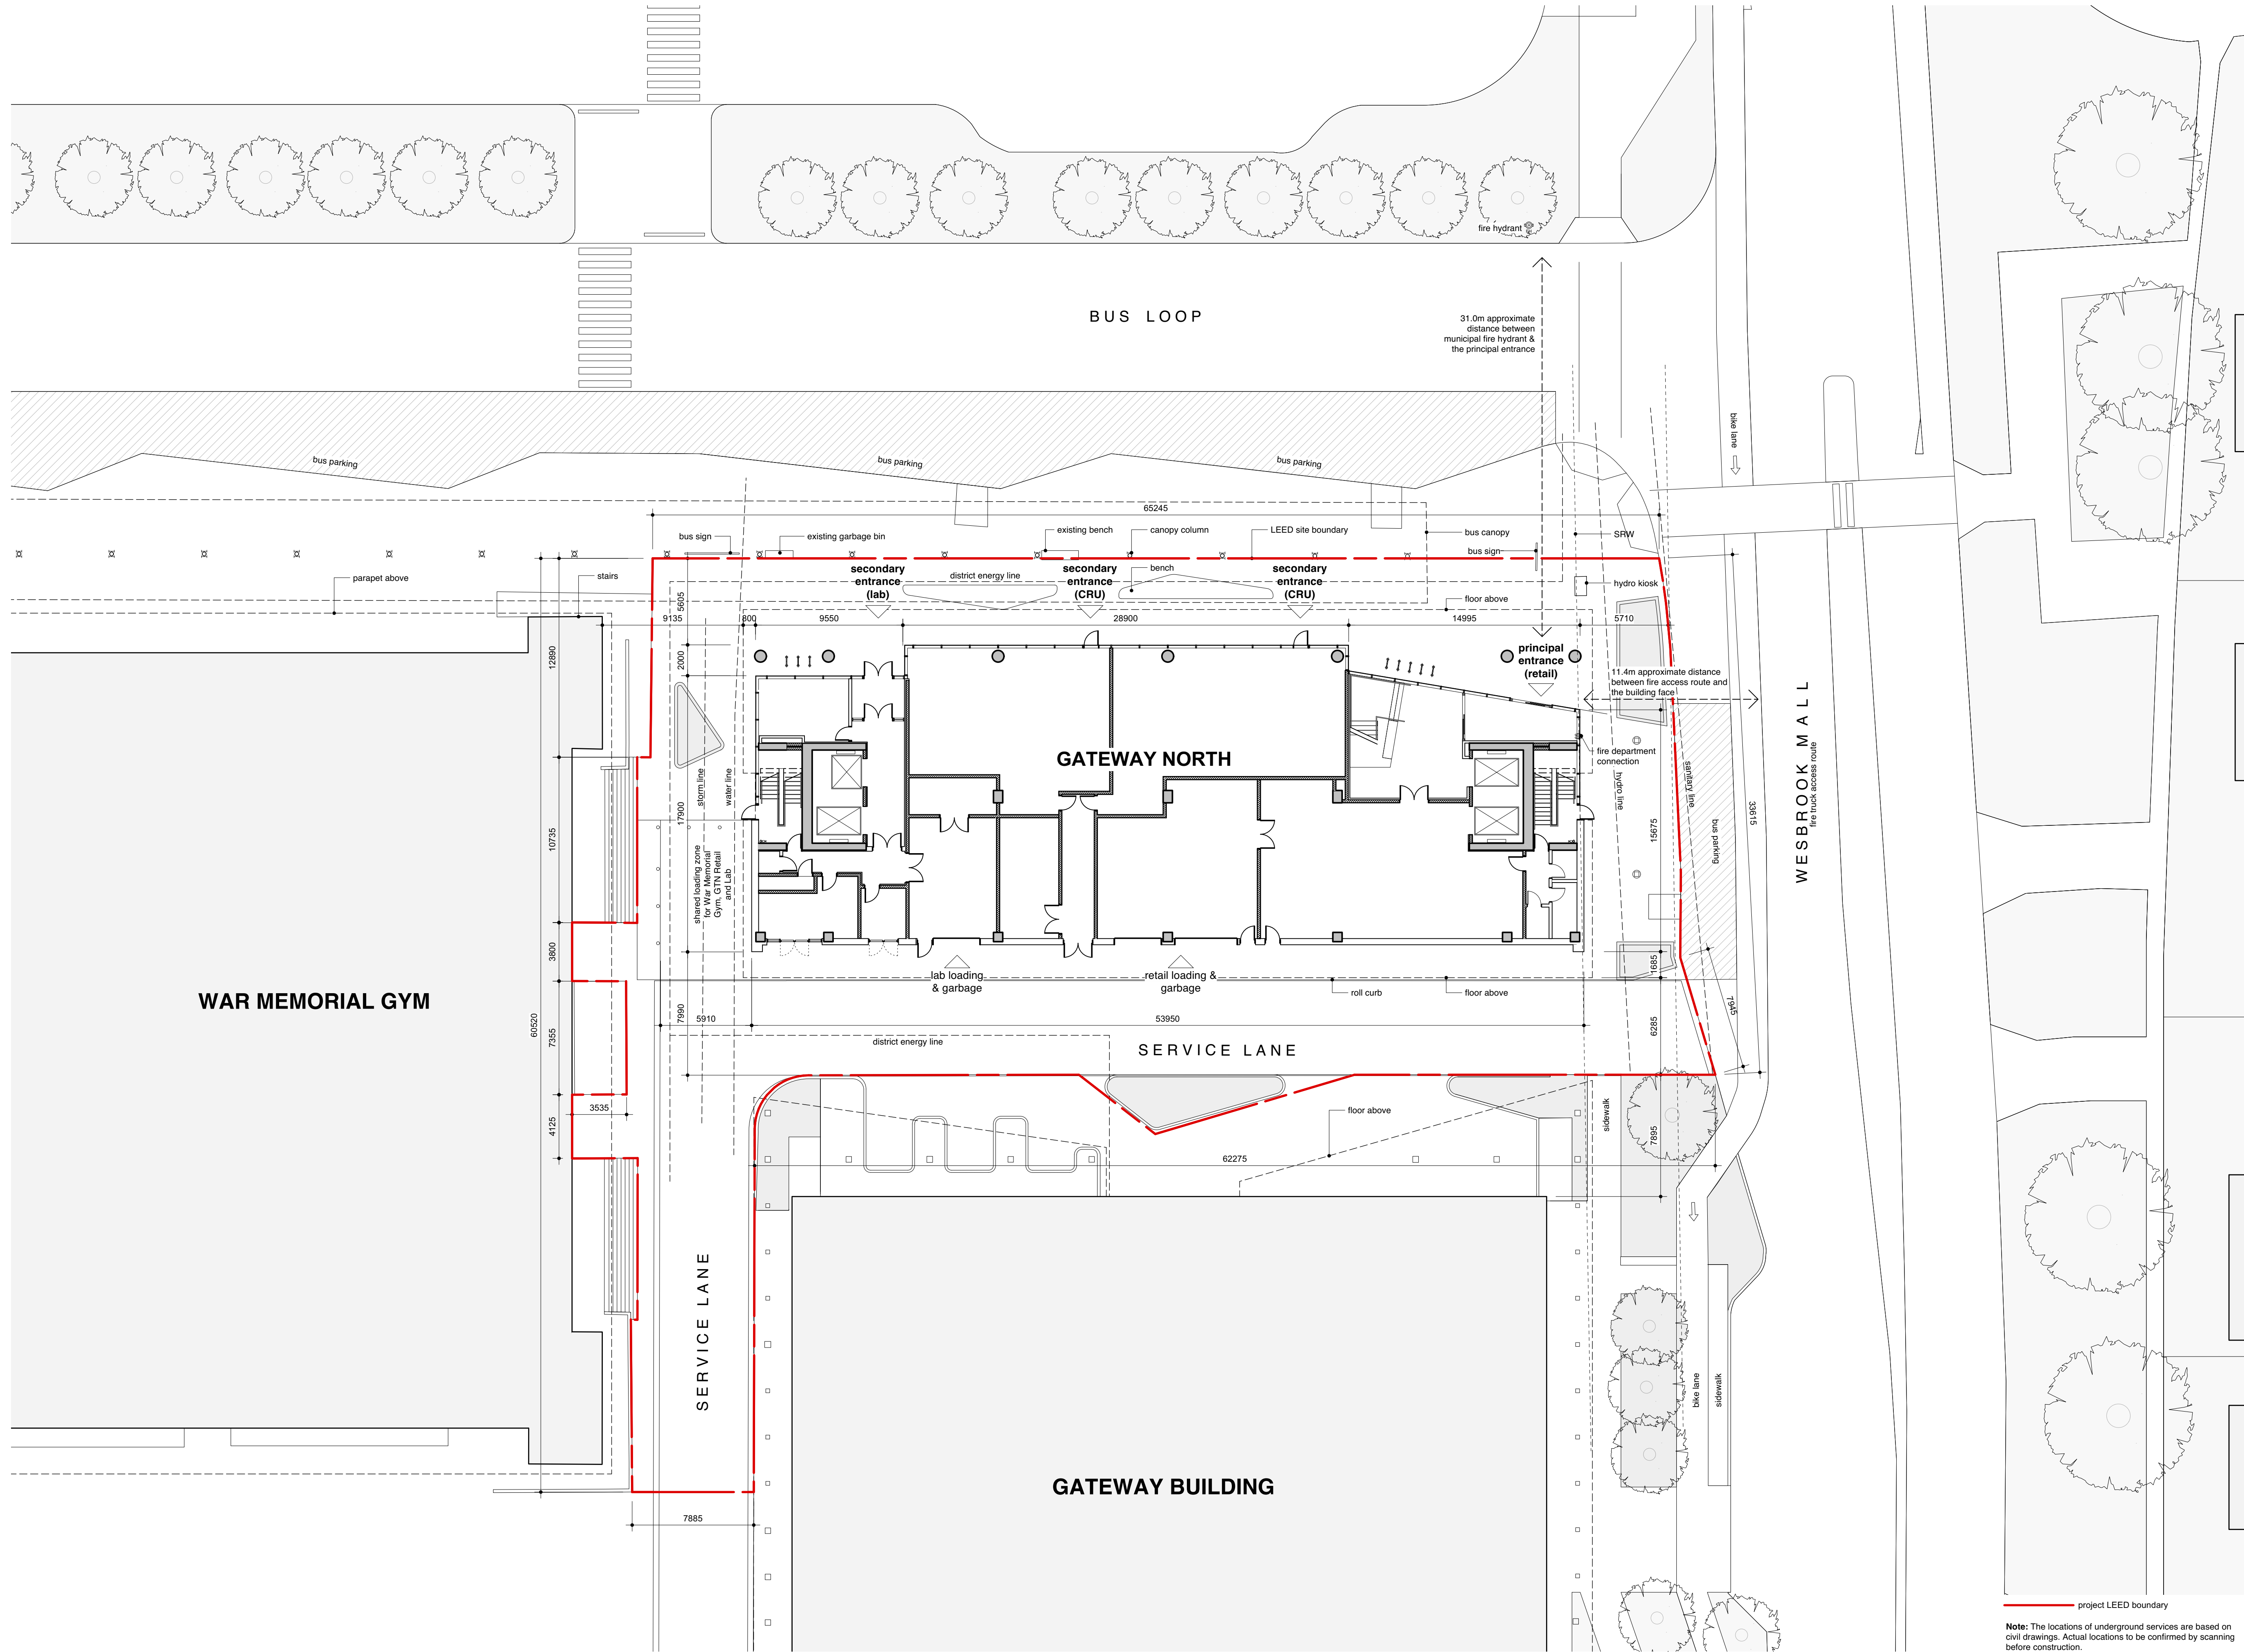 fire hydrant
BUS LOOP
31.0m approximate
distance between
municipal fire hydrant &
the principal entrance
bike lane
bus parking
bus parking
bus parking
65245
bus sign
existing garbage bin
existing bench
canopy column
LEED site boundary
bus canopy
SRW
bus sign
parapet above
stairs
secondary
entrance
(lab)
district energy line
secondary
entrance
(CRU)
bench
secondary
entrance
(CRU)
hydro kiosk
floor above
5605
9135
800
9550
28900
14995
5710
12890
2000
principal
entrance
(retail)
11.4m approximate distance
between fire access route and
the building face
WESBROOK MALL
fire truck access route
GATEWAY NORTH
fire department
connection
storm line
water line
hydro line
sanitary line
17900
10735
15675
33615
bus parking
shared loading zone
for War Memorial
Gym, GTN Retail
and Lab
3800
lab loading
& garbage
retail loading &
garbage
1685
roll curb
floor above
WAR MEMORIAL GYM
7990
5910
53950
7945
60520
7355
6285
district energy line
SERVICE LANE
3535
4125
floor above
sidewalk
7895
62275
SERVICE LANE
bike lane
sidewalk
GATEWAY BUILDING
7885
project LEED boundary
Note: The locations of underground services are based on
civil drawings. Actual locations to be confirmed by scanning
before construction.